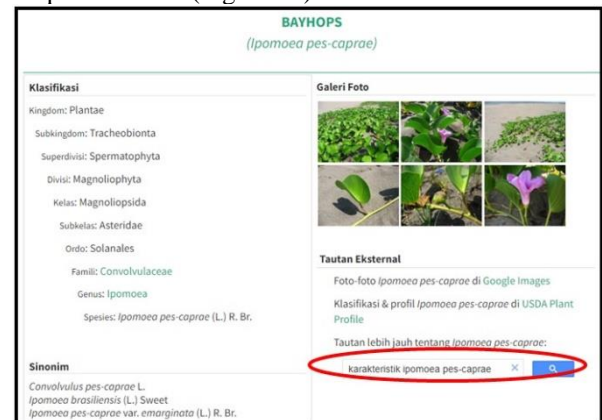 BAYHOPS
(Ipomoea pes-caprae)
Klasifikasi
Kingdom: Plantae
Subkingdom: Tracheobionta
Superdivisi: Spermatophyta
Divisi: Magnoliophyta
Kelas: Magnoliopsida
Subkelas: Asteridae
Ordo: Solanales
Famili: Convolvulaceae
Genus: Ipomoea
Spesies: Ipomoea pes-caprae (L.) R. Br.
Sinonim
Convolvulus pes-caprae L.
Ipomoea brasiliensis (L.) Sweet
Ipomoea pes-caprae var. emarginata (L.) R. Br.
Galeri Foto
Tautan Eksternal
Foto-foto Ipomoea pes-caprae di Google Images
Klasifikasi & profil Ipomoea pes-caprae di USDA Plant
Profile
Tautan lebih jauh tentang Ipomoea pes-caprae:
karakteristik ipomoea pes-caprae